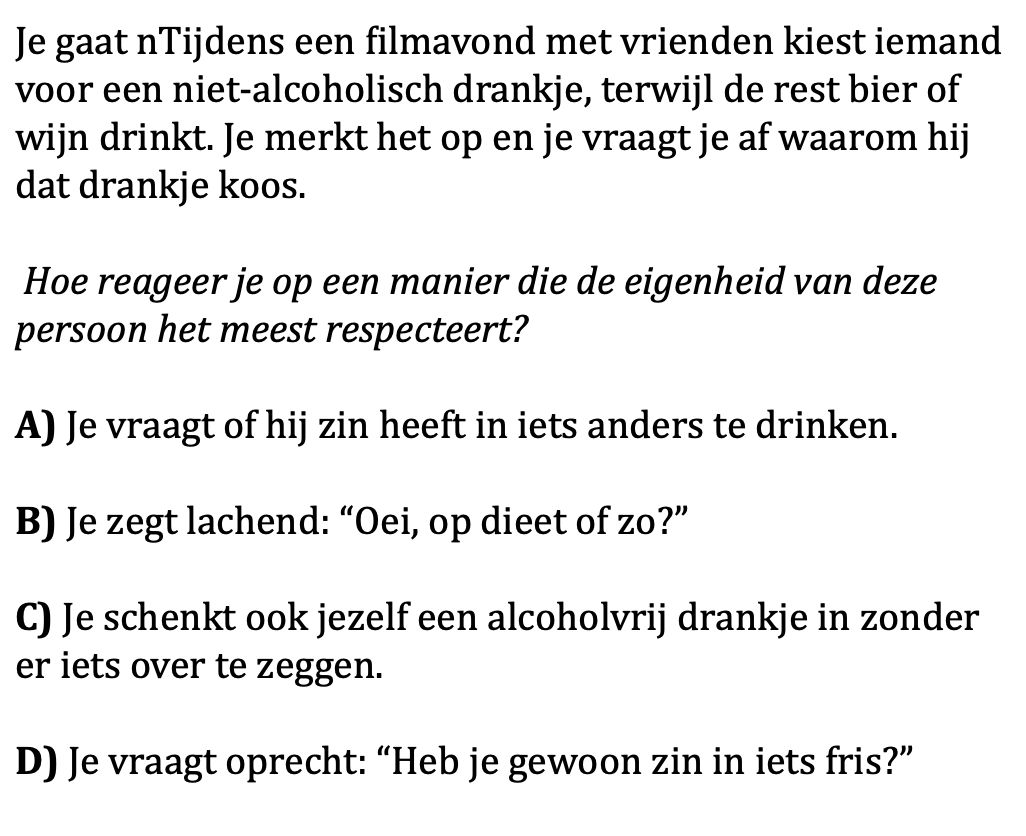 Je gaat nTijdens een filmavond met vrienden kiest iemand
voor een niet-alcoholisch drankje, terwijl de rest bier of
wijn drinkt. Je merkt het op en je vraagt je af waarom hij
dat drankje koos.
Hoe reageer je op een manier die de eigenheid van deze
persoon het meest respecteert?
A) Je vraagt of hij zin heeft in iets anders te drinken.
B) Je zegt lachend: “Oei, op dieet of zo?”
C) Je schenkt ook jezelf een alcoholvrij drankje in zonder
er iets over te zeggen.
D) Je vraagt oprecht: “Heb je gewoon zin in iets fris?”